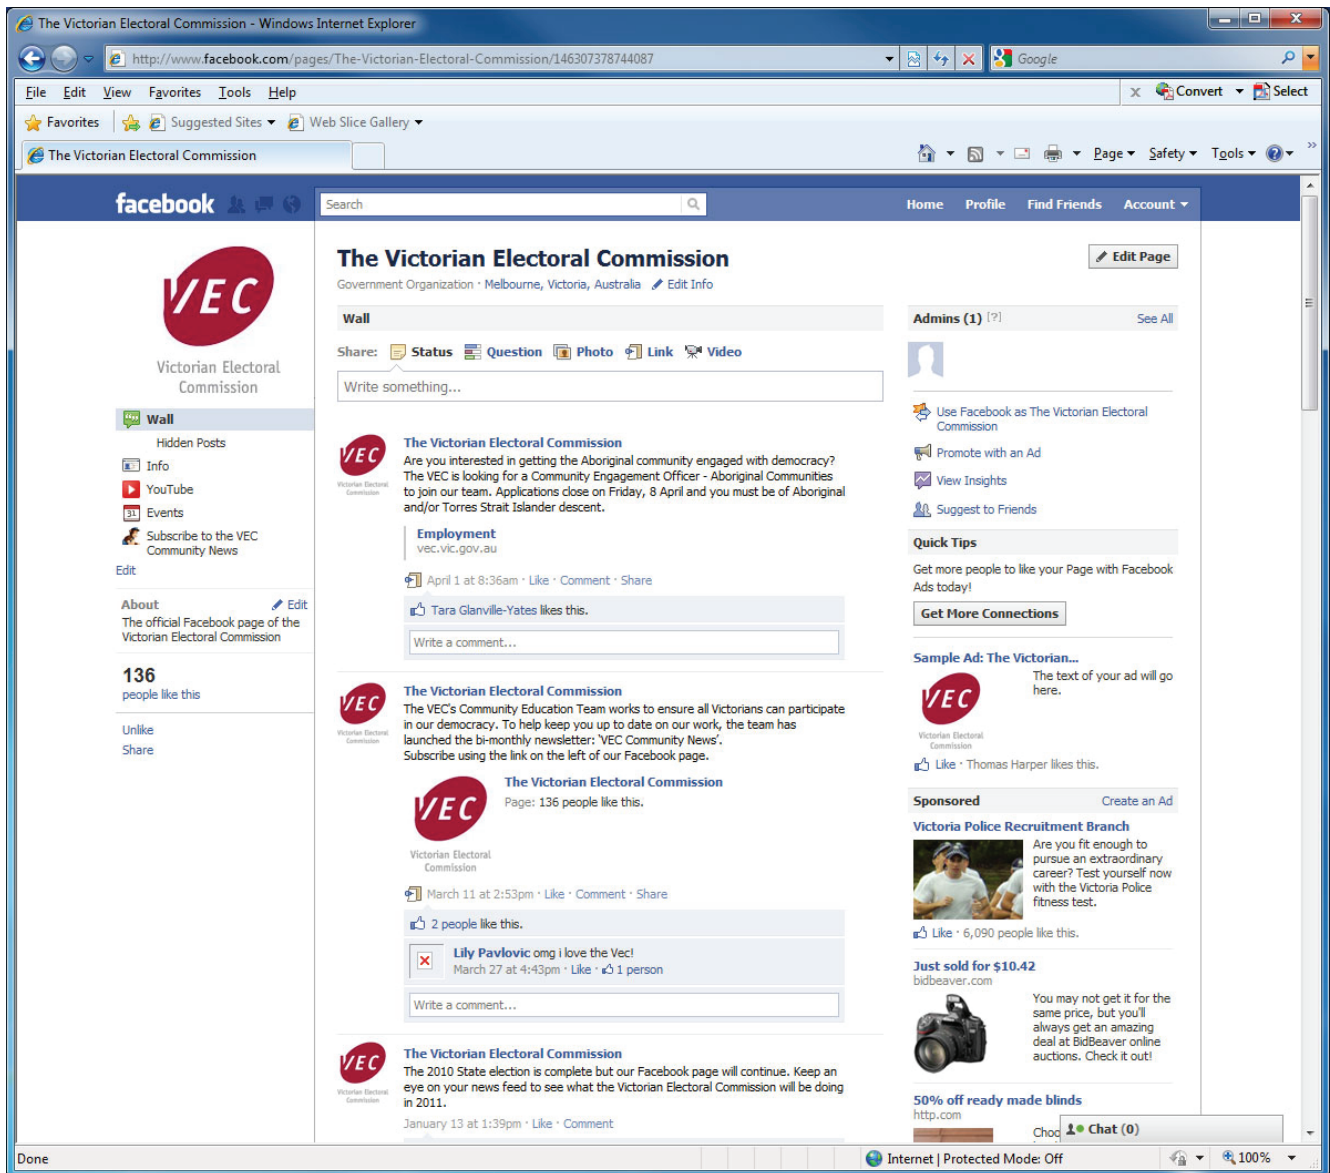 The Victorian Electoral Commission - Windows Internet Explorer
http://www.facebook.com/pages/The-Victorian-Electoral-Commission/146307378744087
Google
File Edit View Favorites Tools Help
x Convert Select
Favorites Suggested Sites Web Slice Gallery
The Victorian Electoral Commission
Page Safety Tools
facebook
Search
Home Profile Find Friends Account
VEC
Victorian Electoral
Commission
Wall
Hidden Posts
Info
YouTube
31 Events
Subscribe to the VEC
Community News
Edit
About Edit
The official Facebook page of the
Victorian Electoral Commission
136
people like this
Unlike
Share
The Victorian Electoral Commission
Government Organization · Melbourne, Victoria, Australia Edit Info
Wall
Share: Status Question Photo Link Video
Write something...
VEC
Victorian Electoral
Commission
The Victorian Electoral Commission
Are you interested in getting the Aboriginal community engaged with democracy?
The VEC is looking for a Community Engagement Officer - Aboriginal Communities
to join our team. Applications close on Friday, 8 April and you must be of Aboriginal
and/or Torres Strait Islander descent.
Employment
vec.vic.gov.au
April 1 at 8:36am · Like · Comment · Share
Tara Glanville-Yates likes this.
Write a comment...
VEC
Victorian Electoral
Commission
The Victorian Electoral Commission
The VEC's Community Education Team works to ensure all Victorians can participate
in our democracy. To help keep you up to date on our work, the team has
launched the bi-monthly newsletter: 'VEC Community News'.
Subscribe using the link on the left of our Facebook page.
VEC
Victorian Electoral
Commission
The Victorian Electoral Commission
Page: 136 people like this.
March 11 at 2:53pm · Like · Comment · Share
2 people like this.
Lily Pavlovic omg i love the Vec!
March 27 at 4:43pm · Like · 1 person
Write a comment...
VEC
Victorian Electoral
Commission
The Victorian Electoral Commission
The 2010 State election is complete but our Facebook page will continue. Keep an
eye on your news feed to see what the Victorian Electoral Commission will be doing
in 2011.
January 13 at 1:39pm · Like · Comment
Edit Page
Admins (1) [?] See All
Use Facebook as The Victorian Electoral
Commission
Promote with an Ad
View Insights
Suggest to Friends
Quick Tips
Get more people to like your Page with Facebook
Ads today!
Get More Connections
Sample Ad: The Victorian...
VEC
Victorian Electoral
Commission
The text of your ad will go
here.
Like · Thomas Harper likes this.
Sponsored Create an Ad
Victoria Police Recruitment Branch
Are you fit enough to
pursue an extraordinary
career? Test yourself now
with the Victoria Police
fitness test.
Like · 6,090 people like this.
Just sold for $10.42
bidbeaver.com
You may not get it for the
same price, but you'll
always get an amazing
deal at BidBeaver online
auctions. Check it out!
50% off ready made blinds
http.com
Chat (0)
Done
Internet | Protected Mode: Off
100%